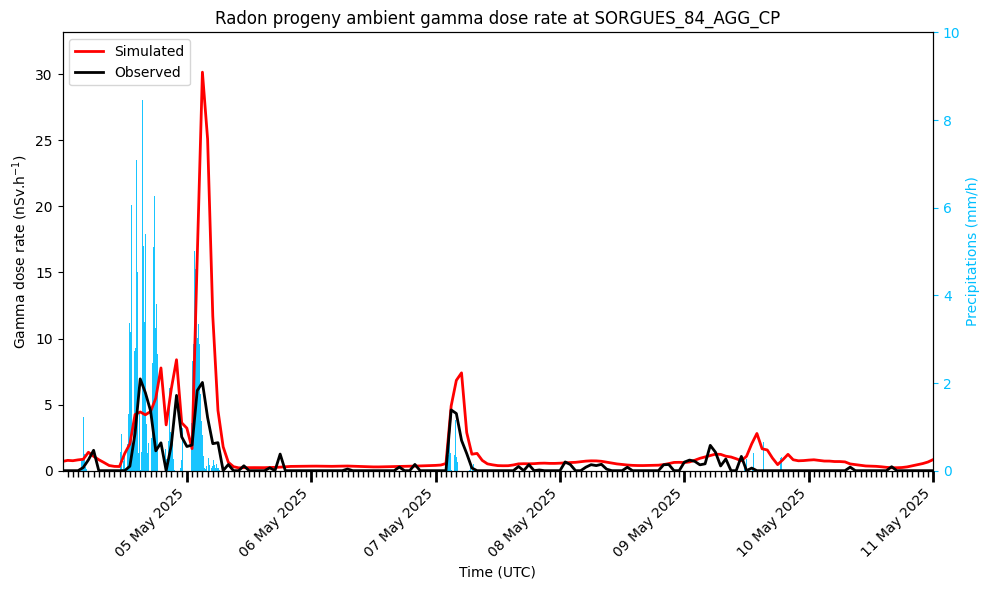 Radon progeny ambient gamma dose rate at SORGUES_84_AGG_CP
Simulated
Observed
Gamma dose rate (nSv.h⁻¹)
30
25
20
15
10
5
0
10
8
6
4
2
0
Precipitations (mm/h)
05 May 2025
06 May 2025
07 May 2025
08 May 2025
09 May 2025
10 May 2025
11 May 2025
Time (UTC)